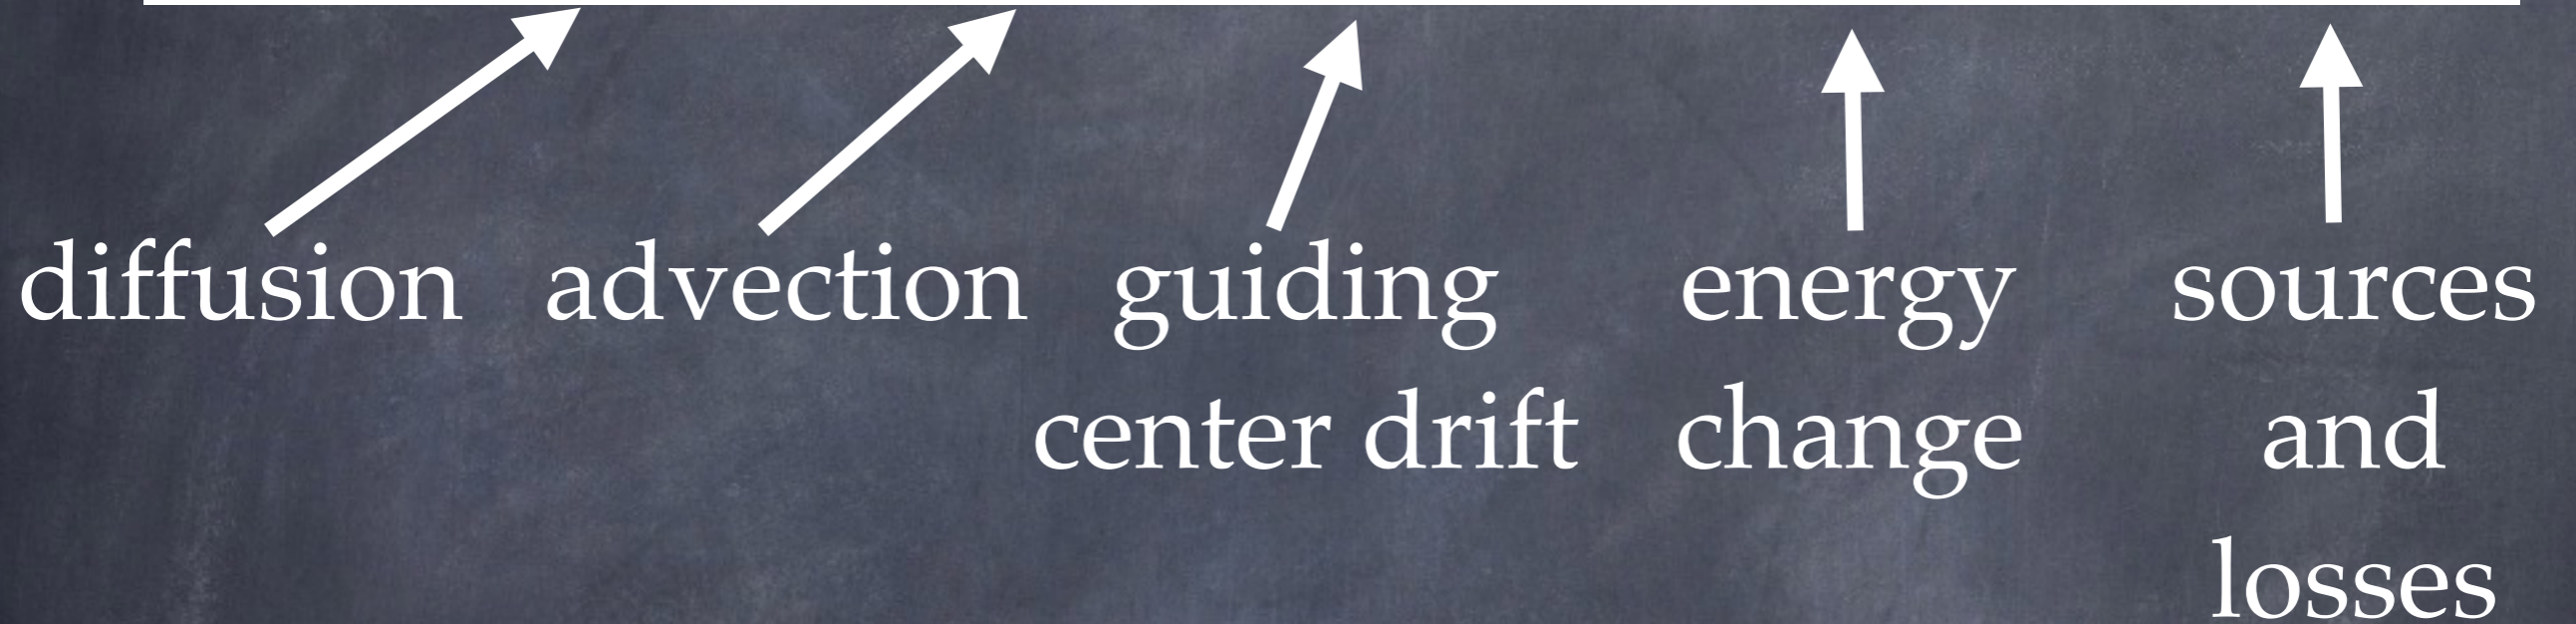 diffusion advection guiding energy sources
center drift change and
losses